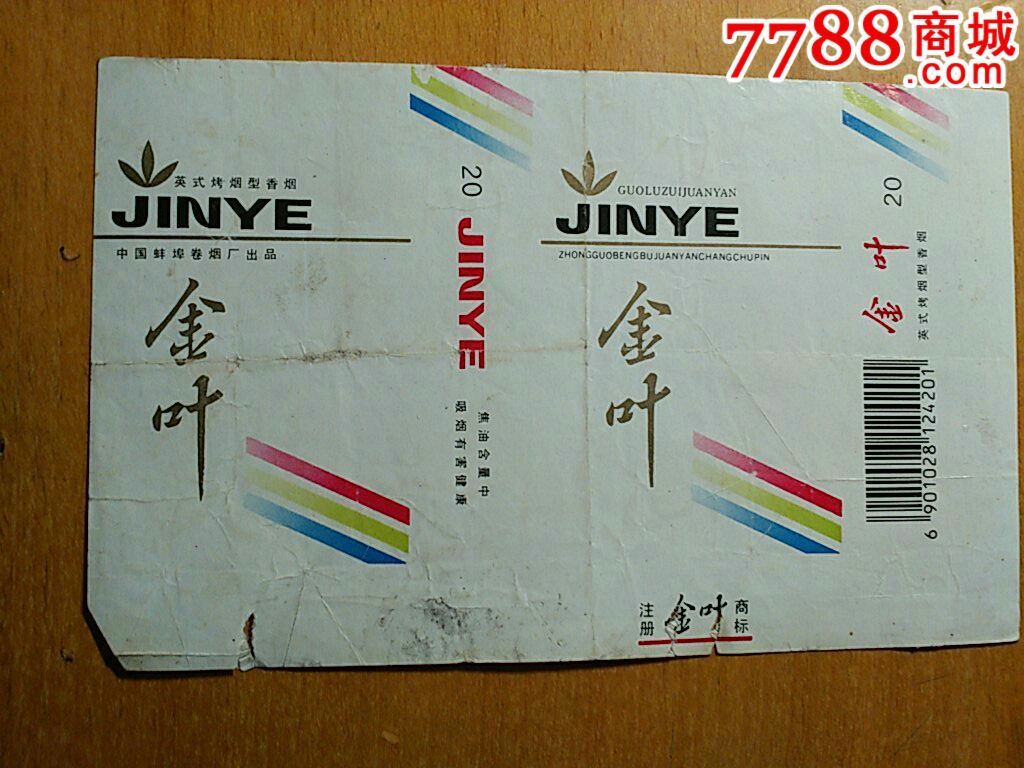 7788商城
.com
英式烤烟型香烟
JINYE
中国蚌埠卷烟厂出品
金叶
20
JINYE
焦油含量中
吸烟有害健康
GUOLUZUIJUANYAN
JINYE
ZHONGGUOBENGBUJUANYANCHANGCHUPIN
金叶
注册
金叶
商标
20
金叶
英式烤烟型香烟
6 901028 124201